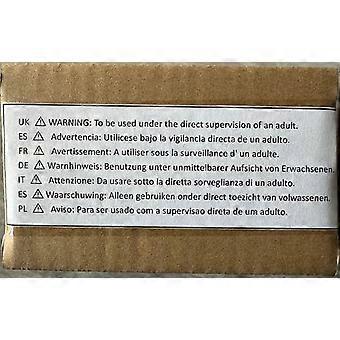 UK ⚠ WARNING: To be used under the direct supervision of an adult.
ES ⚠ Advertencia: Utilicese bajo la vigilancia directa de un adulto.
FR ⚠ Avertissement: A utiliser sous la surveillance d' un adulte.
DE ⚠ Warnhinweis: Benutzung unter unmittelbarer Aufsicht von Erwachsenen.
IT ⚠ Attenzione: Da usare sotto la diretta sorveglianza di un adulto.
ES ⚠ Waarschuwing: Alleen gebruiken onder direct toezicht van volwassenen.
PL ⚠ Aviso: Para ser usado com a supervisao direta de um adulto.